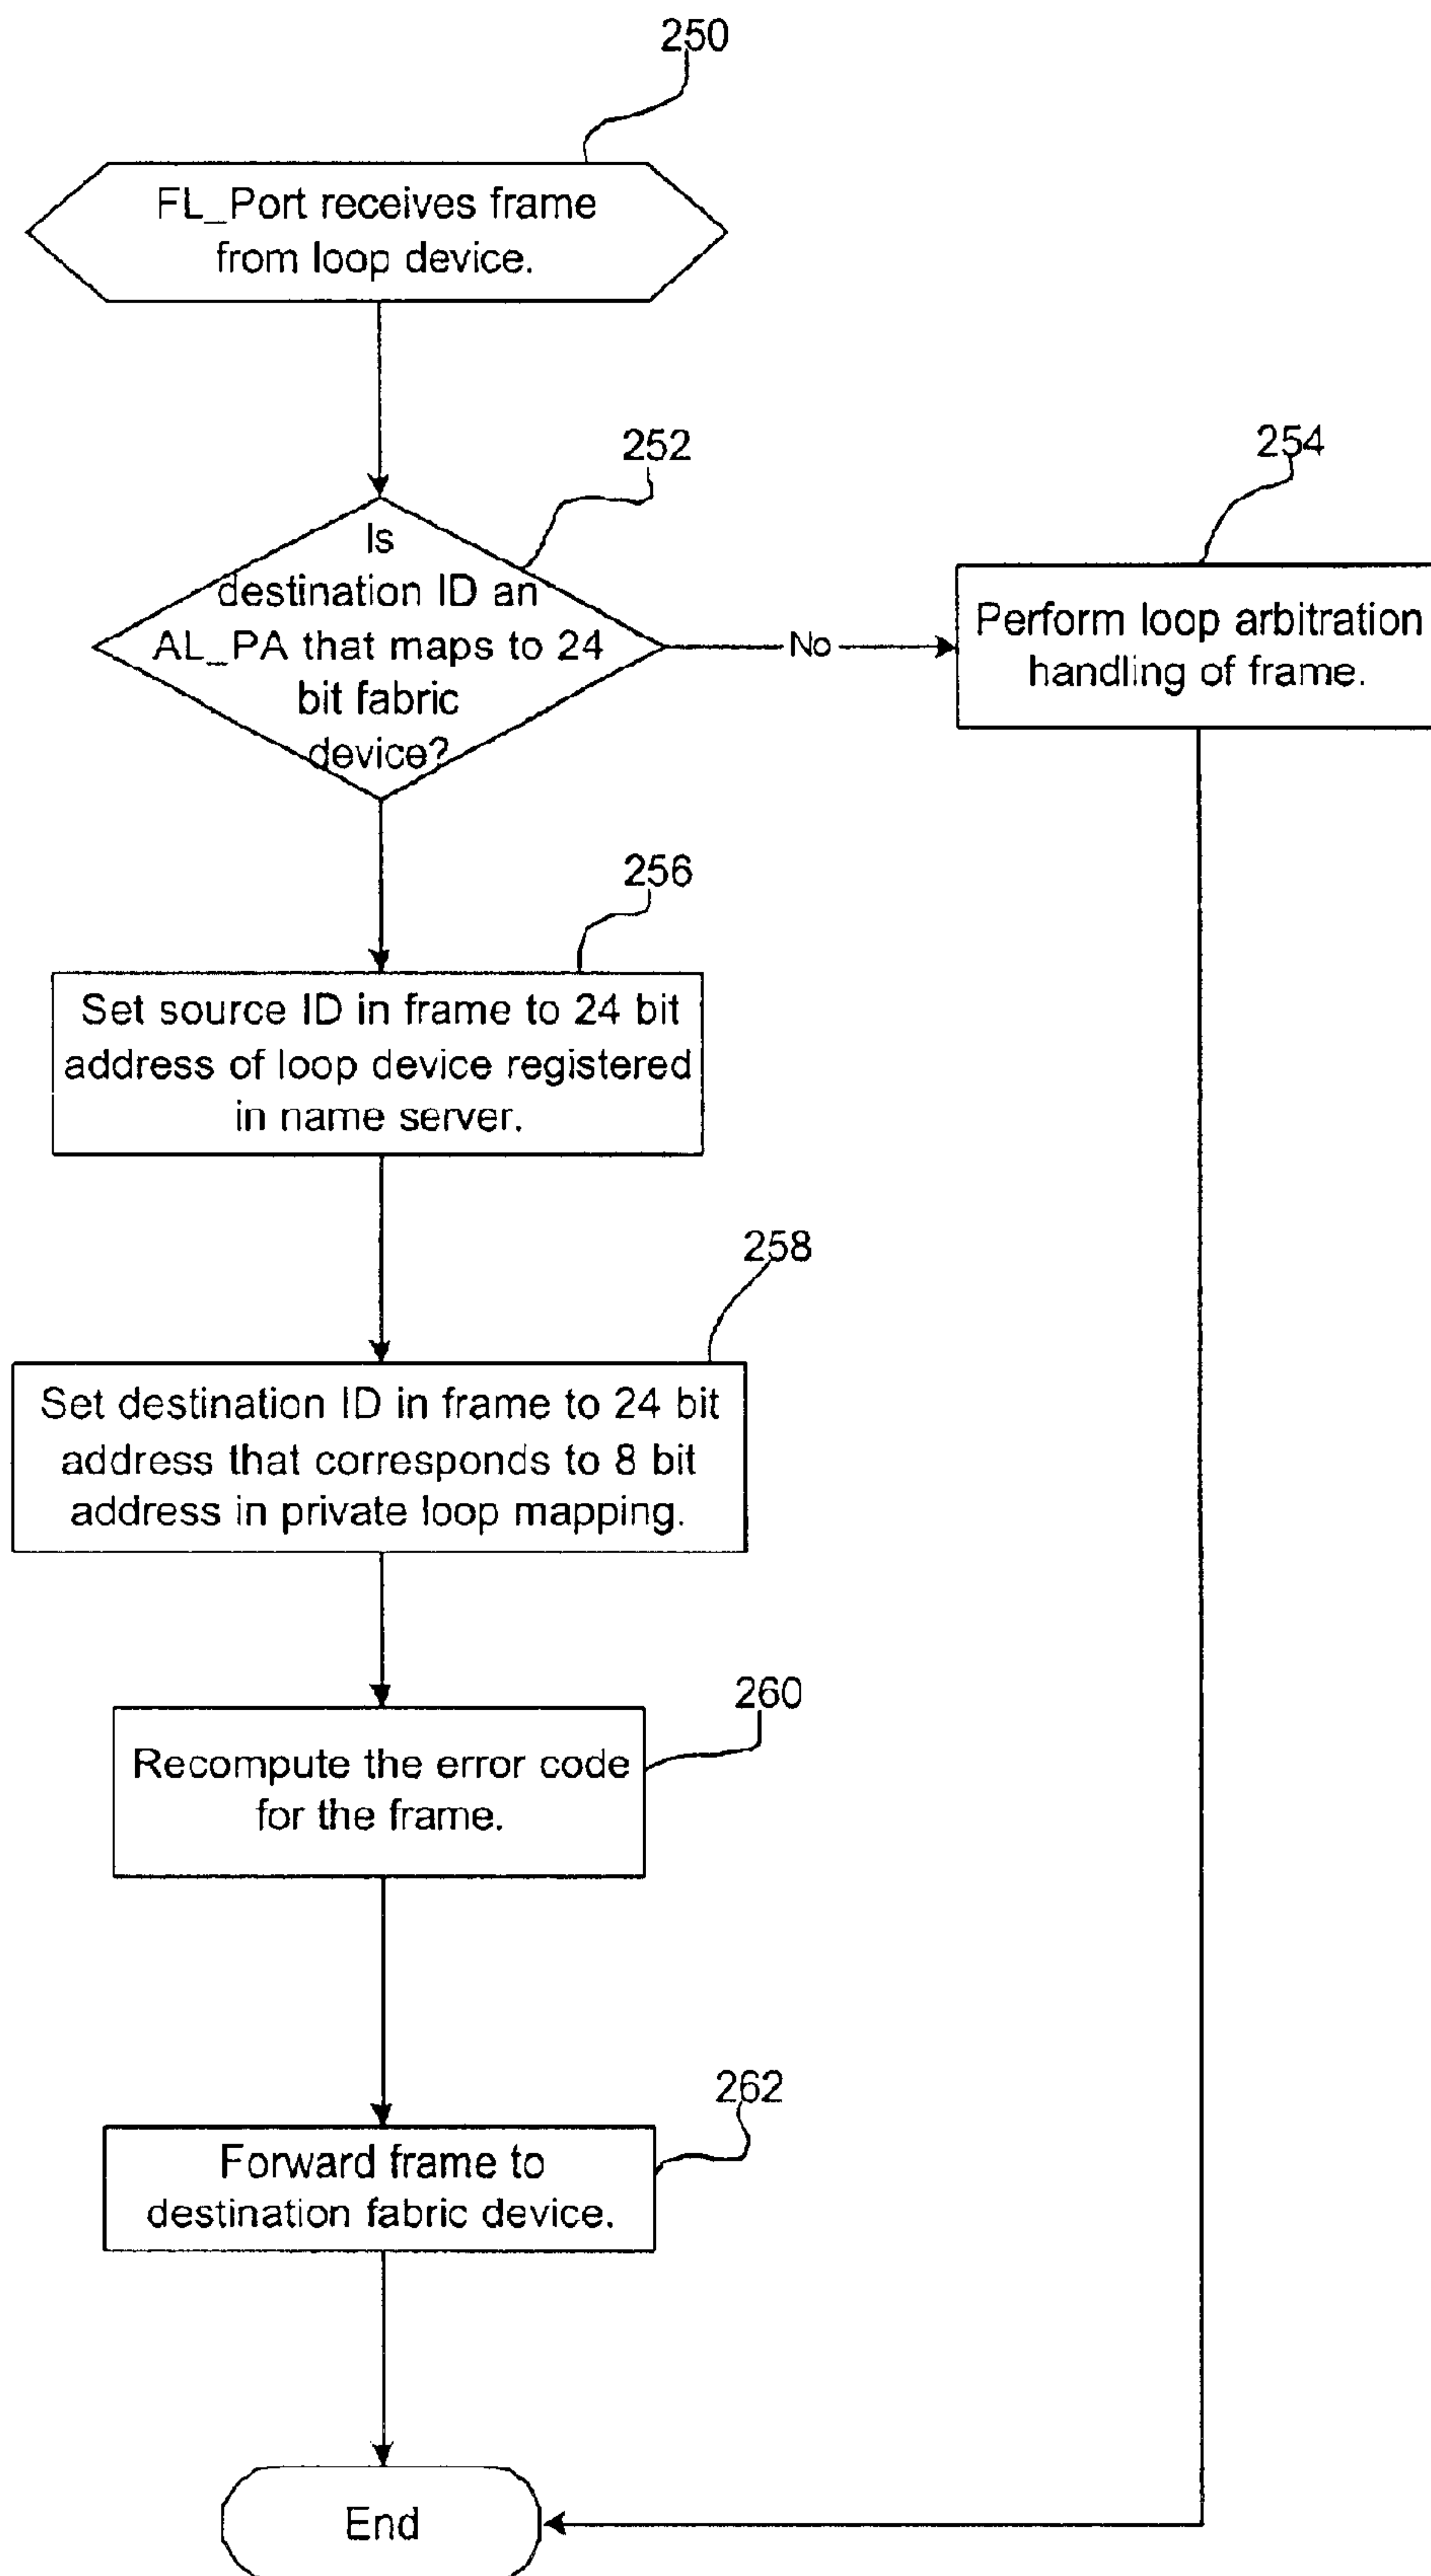 250
FL_Port receives frame
from loop device.
252
Is
destination ID an
AL_PA that maps to 24
bit fabric
device?
No
254
Perform loop arbitration
handling of frame.
256
Set source ID in frame to 24 bit
address of loop device registered
in name server.
258
Set destination ID in frame to 24 bit
address that corresponds to 8 bit
address in private loop mapping.
260
Recompute the error code
for the frame.
262
Forward frame to
destination fabric device.
End